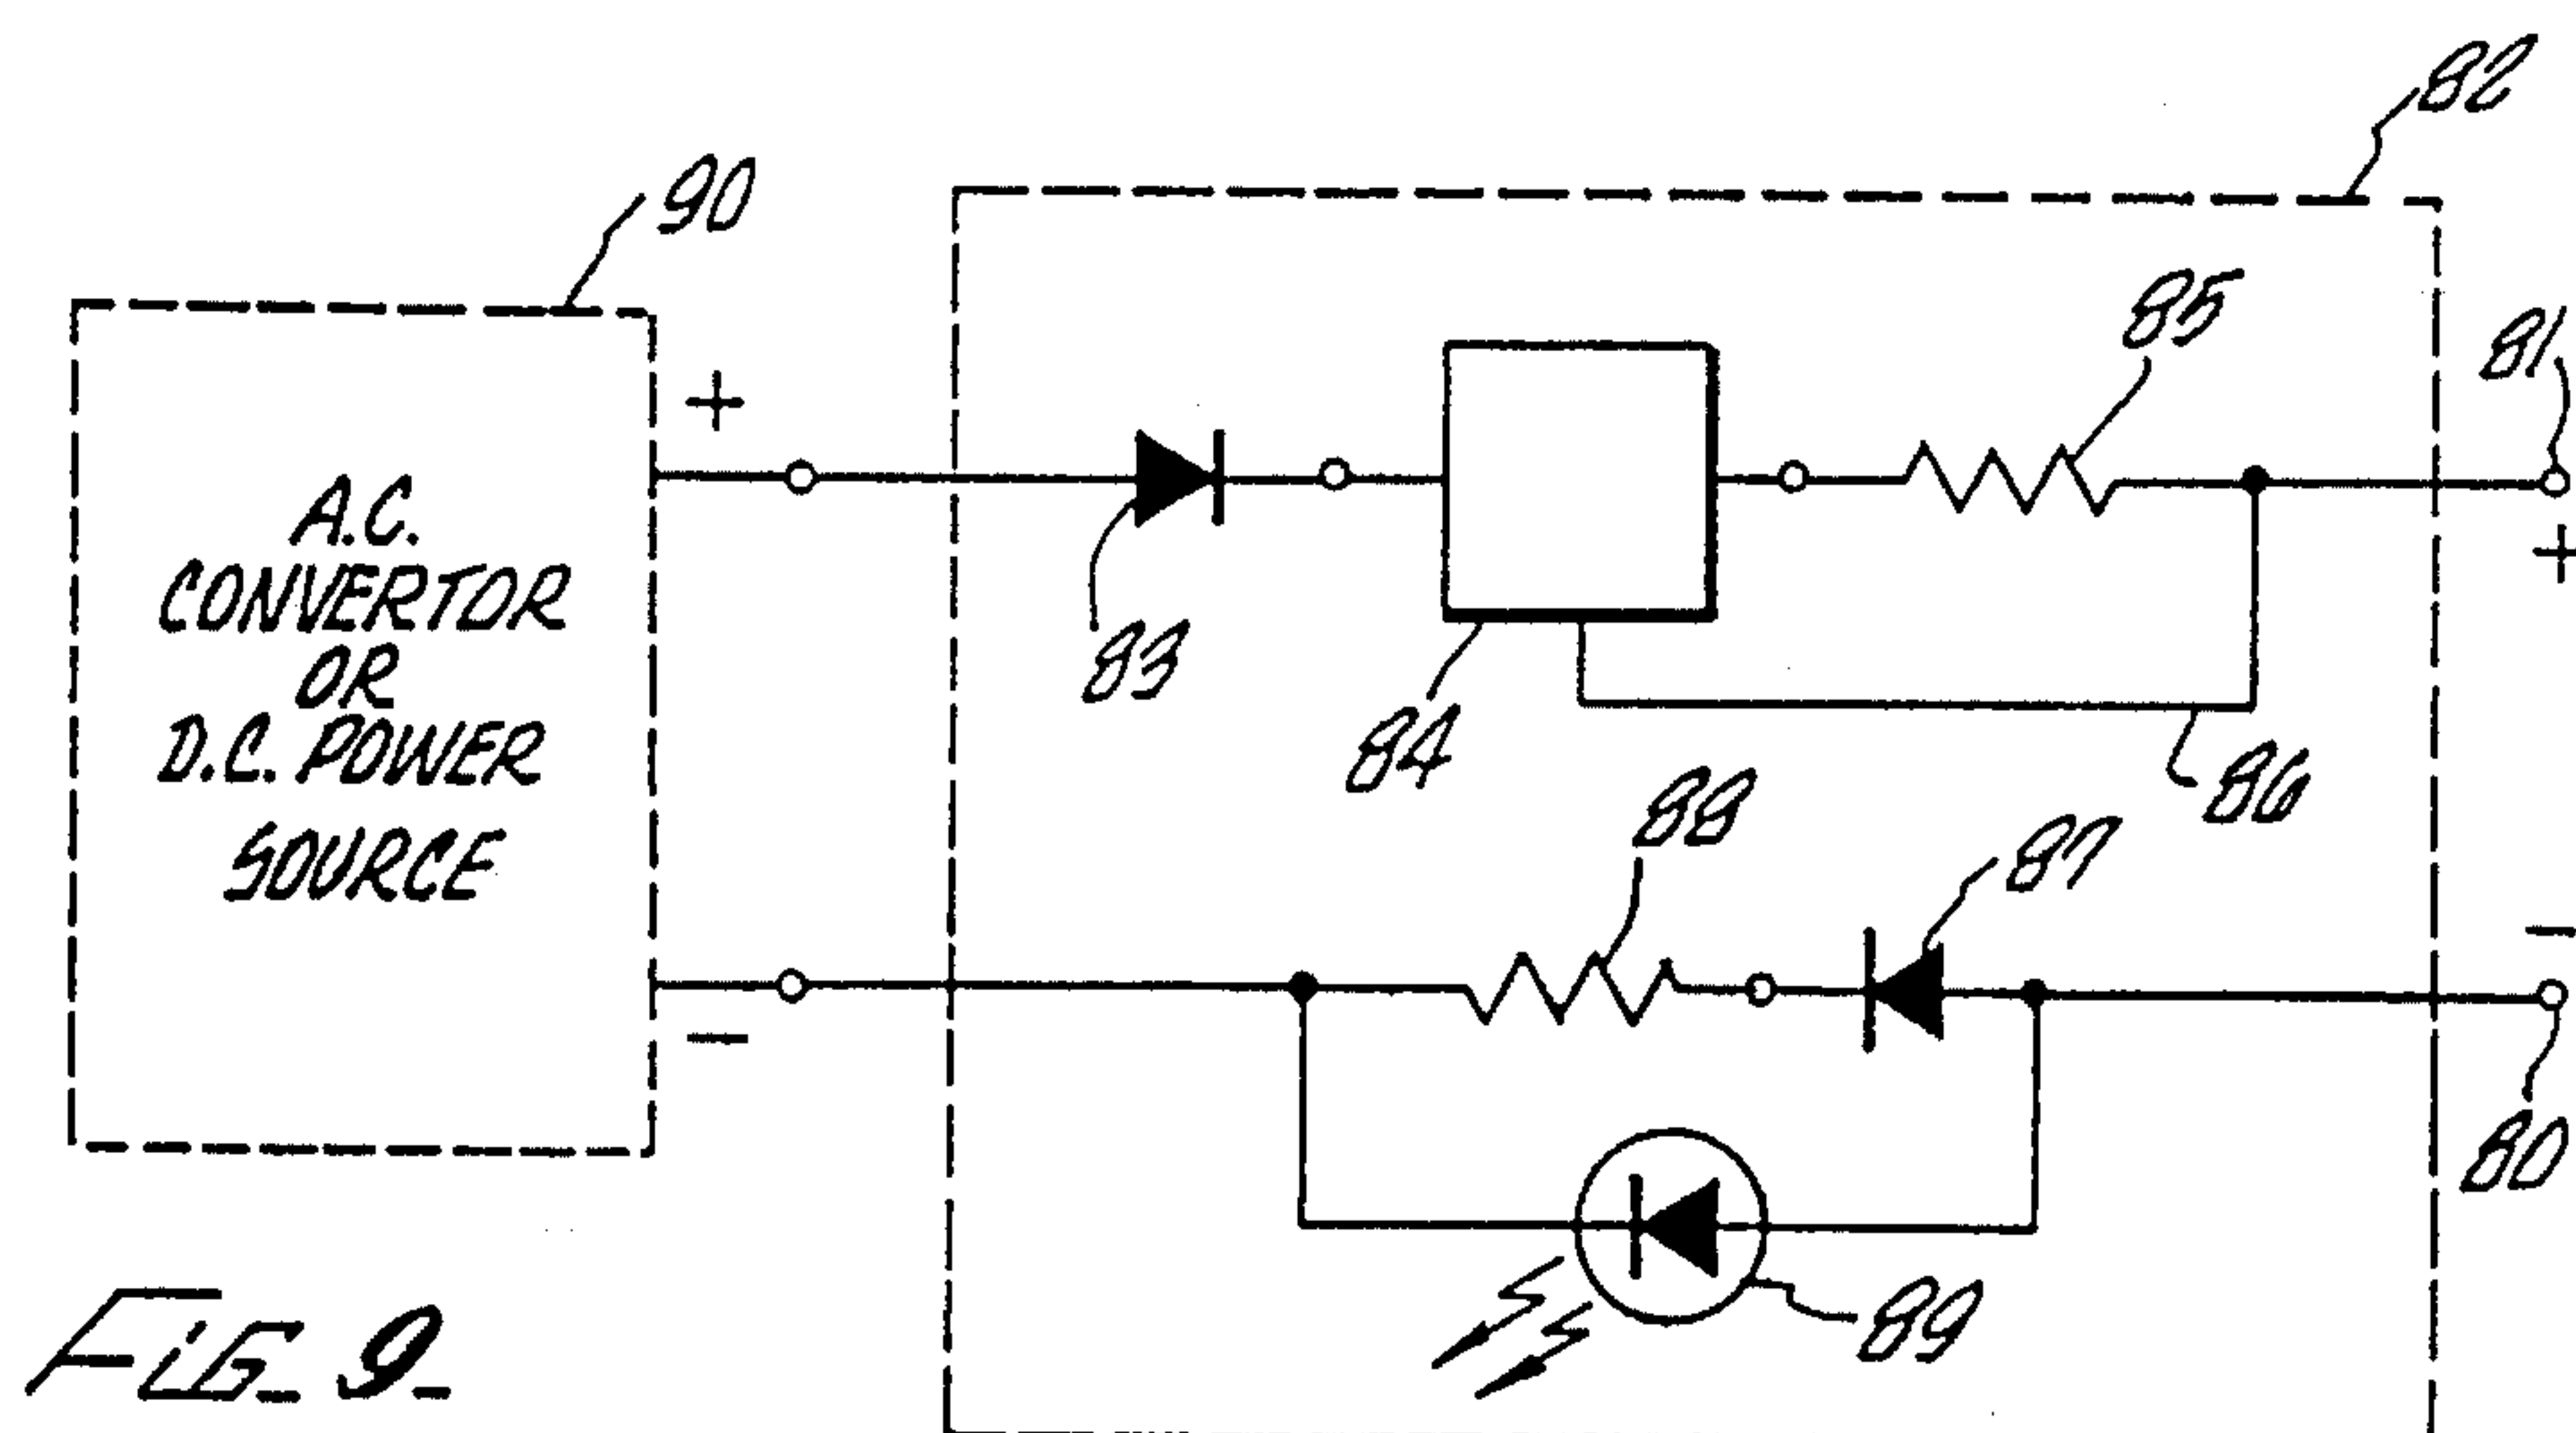 82
90
85
81
+
+
A.C.
CONVERTOR
OR
D.C. POWER
SOURCE
83
84
86
88
87
-
-
80
89
FIG. 9.